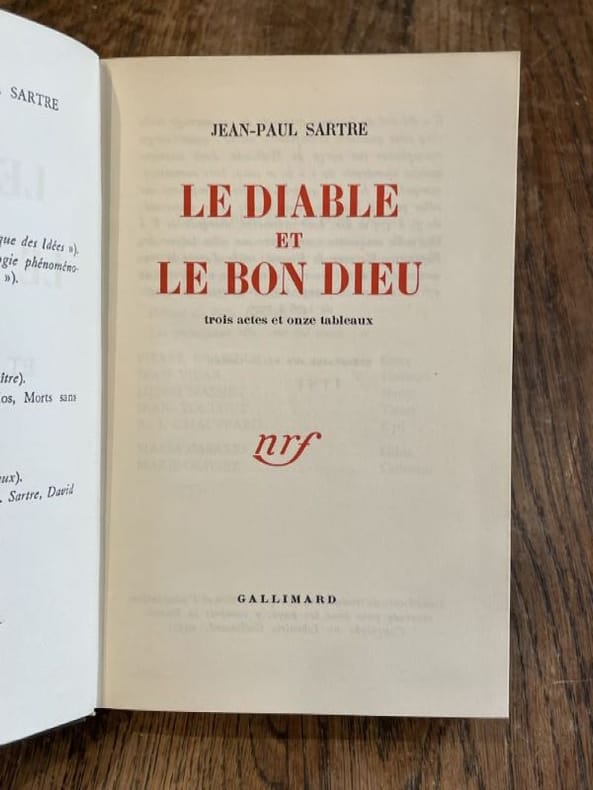 SARTRE
que des Idées »).
gie phénoméno-
»).
ître).
os, Morts sans
ux).
. Sartre, David
JEAN-PAUL SARTRE
LE DIABLE
ET
LE BON DIEU
trois actes et onze tableaux
nrf
GALLIMARD